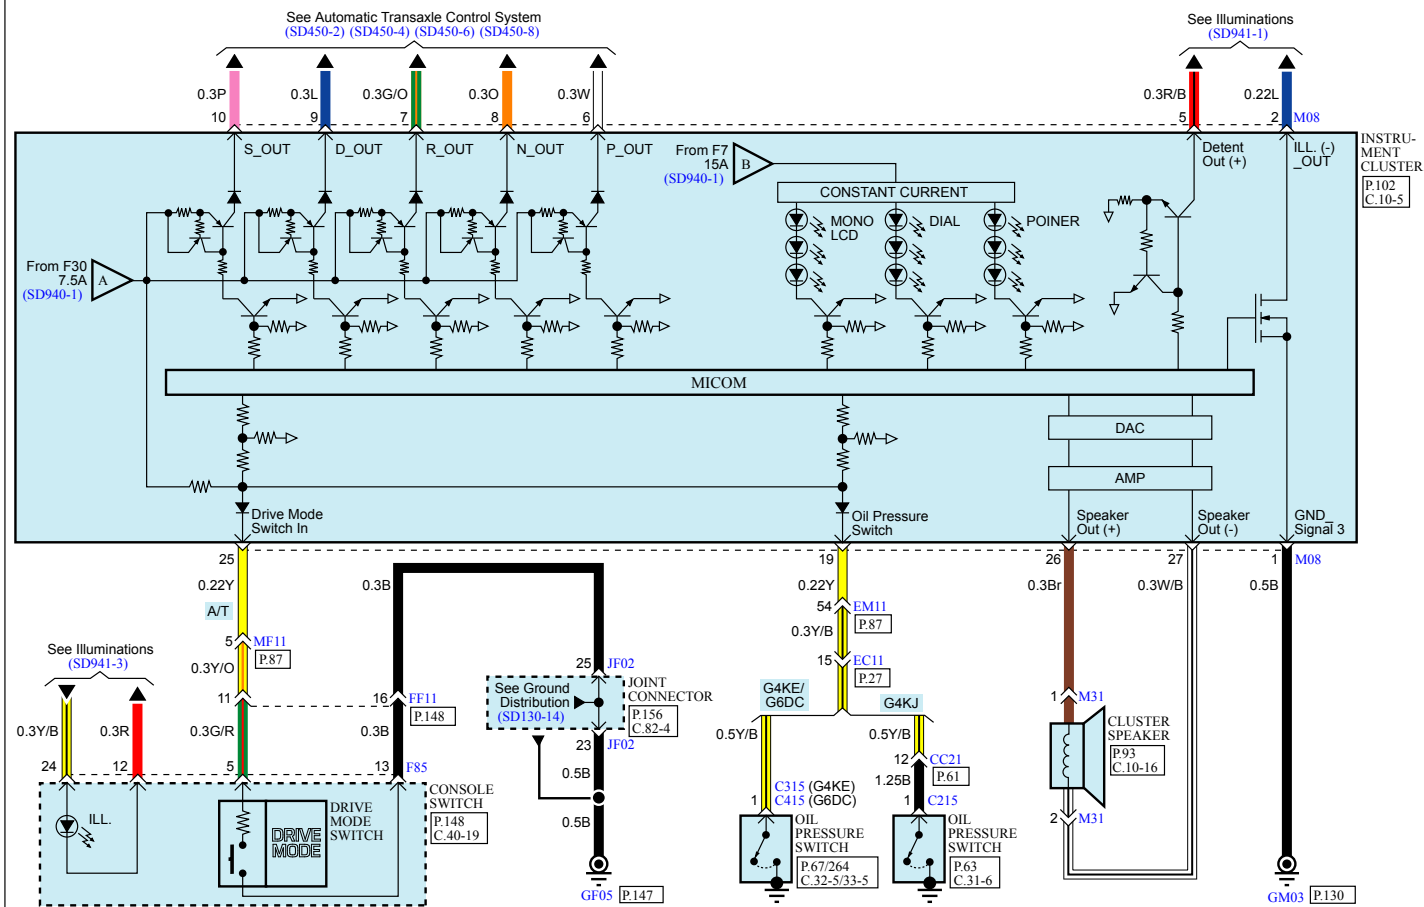 See Automatic Transaxle Control System
(SD450-2) (SD450-4) (SD450-6) (SD450-8)
See Illuminations
(SD941-1)
0.3P
0.3L
0.3G/O
0.3O
0.3W
0.3R/B
0.22L
10
9
7
8
6
5
2
M08
S_OUT
D_OUT
R_OUT
N_OUT
P_OUT
Detent
Out (+)
ILL. (-)
_OUT
INSTRU-
MENT
CLUSTER
P.102
C.10-5
From F7
15A
(SD940-1)
B
CONSTANT CURRENT
MONO
LCD
DIAL
POINER
From F30
7.5A
(SD940-1)
A
MICOM
DAC
AMP
Drive Mode
Switch In
Oil Pressure
Switch
Speaker
Out (+)
Speaker
Out (-)
GND_
Signal 3
25
19
26
27
1
M08
0.22Y
0.3B
0.22Y
0.3Br
0.3W/B
0.5B
A/T
54
EM11
P.87
5
MF11
P.87
0.3Y/B
See Illuminations
(SD941-3)
0.3Y/O
25
JF02
15
EC11
P.27
11
16
FF11
P.148
See Ground
Distribution
(SD130-14)
JOINT
CONNECTOR
P.156
C.82-4
G4KE/
G6DC
G4KJ
1
M31
0.3Y/B
0.3R
0.3G/R
0.3B
23
JF02
0.5Y/B
0.5Y/B
CLUSTER
SPEAKER
P.93
C.10-16
24
12
5
13
F85
0.5B
12
CC21
P.61
CONSOLE
SWITCH
P.148
C.40-19
C315 (G4KE)
C415 (G6DC)
1
1.25B
1
C215
ILL.
DRIVE
MODE
DRIVE
MODE
SWITCH
0.5B
OIL
PRESSURE
SWITCH
P.67/264
C.32-5/33-5
OIL
PRESSURE
SWITCH
P.63
C.31-6
2
M31
GF05
P.147
GM03
P.130